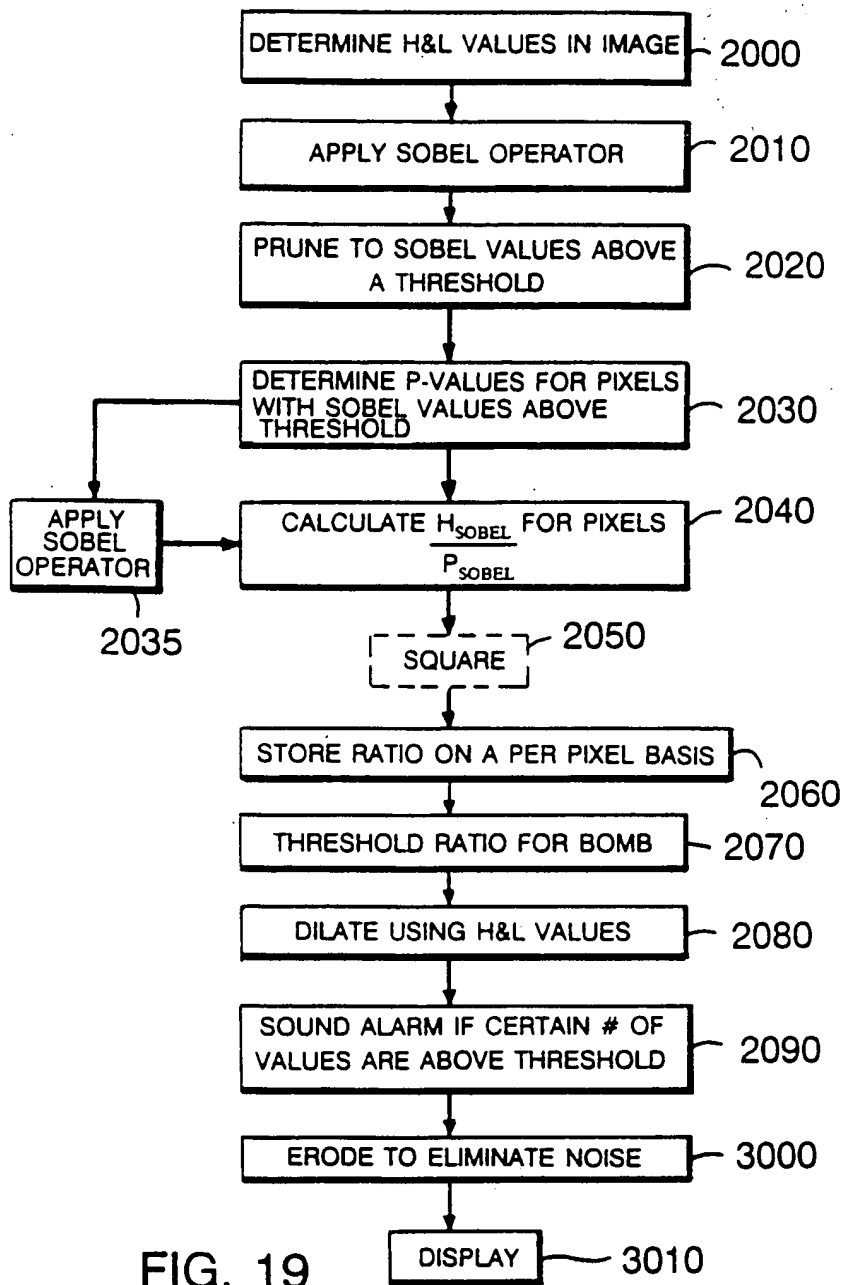 DETERMINE H&L VALUES IN IMAGE
2000
APPLY SOBEL OPERATOR
2010
PRUNE TO SOBEL VALUES ABOVE
A THRESHOLD
2020
DETERMINE P-VALUES FOR PIXELS
WITH SOBEL VALUES ABOVE
THRESHOLD
2030
APPLY
SOBEL
OPERATOR
2035
CALCULATE HSOBEL FOR PIXELS
PSOBEL
2040
SQUARE
2050
STORE RATIO ON A PER PIXEL BASIS
2060
THRESHOLD RATIO FOR BOMB
2070
DILATE USING H&L VALUES
2080
SOUND ALARM IF CERTAIN # OF
VALUES ARE ABOVE THRESHOLD
2090
ERODE TO ELIMINATE NOISE
3000
DISPLAY
3010
FIG. 19